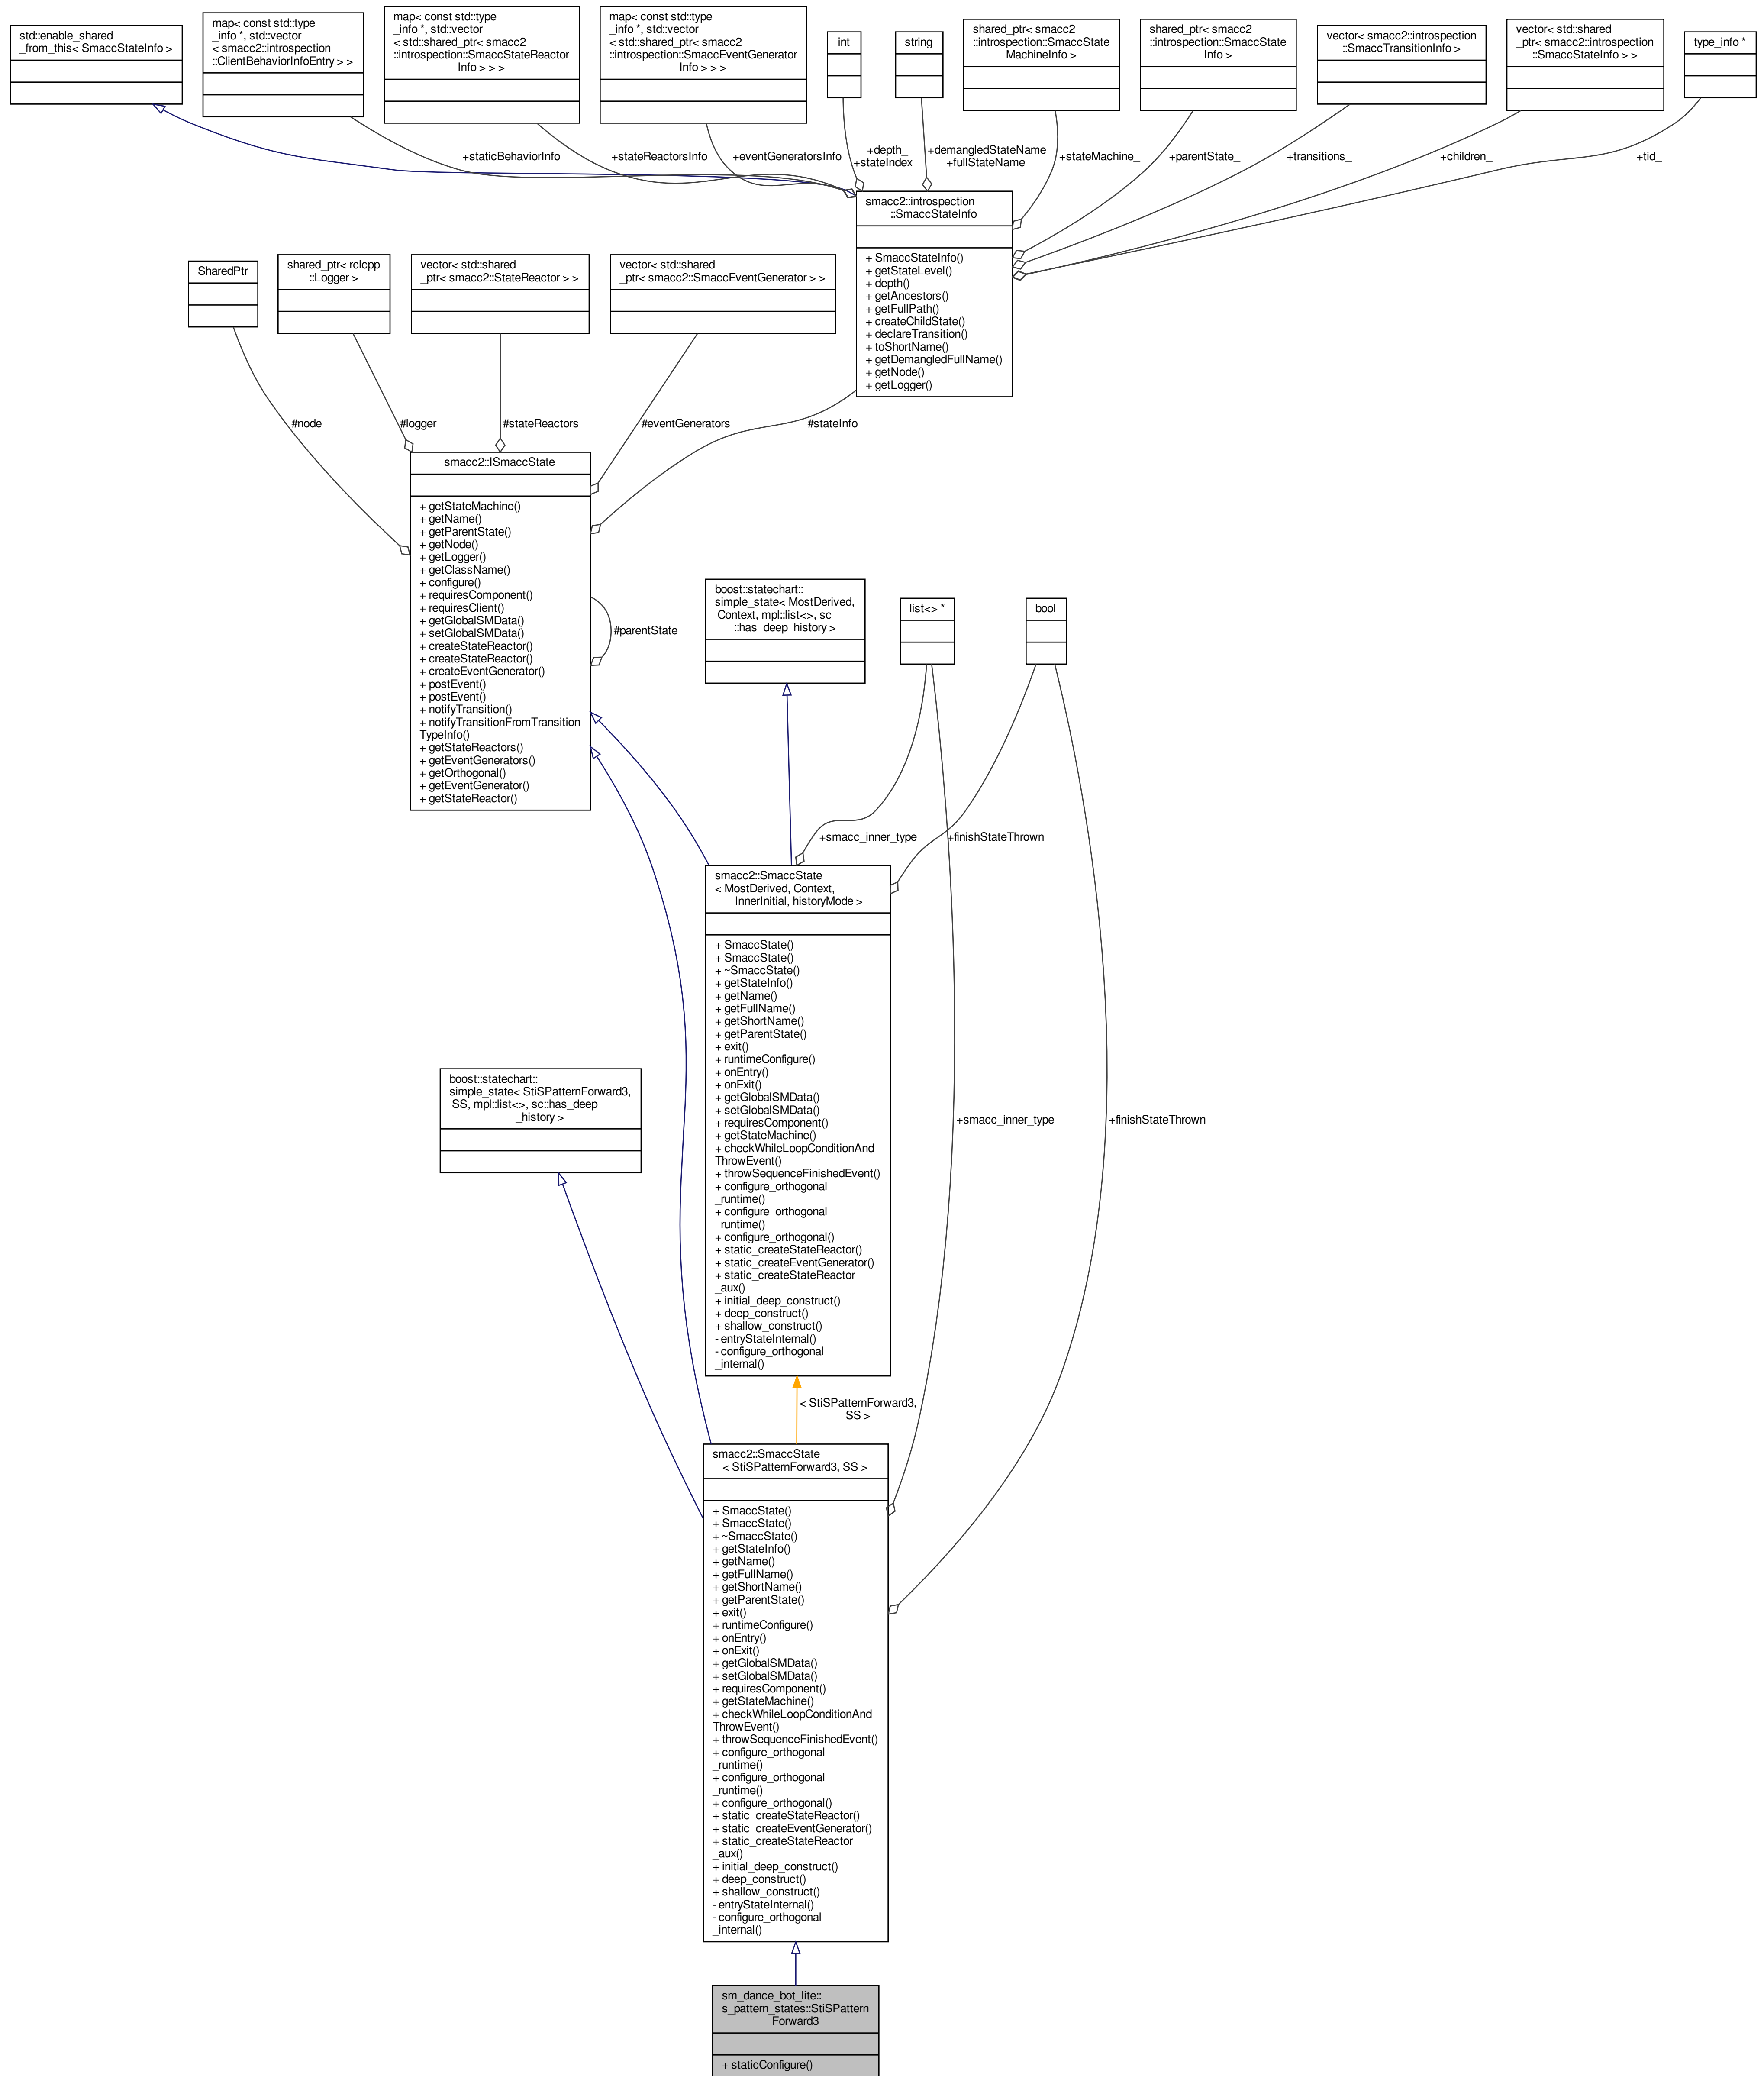 std::enable_shared
_from_this< SmaccStateInfo >
map< const std::type
_info *, std::vector
< smacc2::introspection
::ClientBehaviorInfoEntry > >
map< const std::type
_info *, std::vector
< std::shared_ptr< smacc2
::introspection::SmaccStateReactor
Info > > >
map< const std::type
_info *, std::vector
< std::shared_ptr< smacc2
::introspection::SmaccEventGenerator
Info > > >
int
string
shared_ptr< smacc2
::introspection::SmaccState
MachineInfo >
shared_ptr< smacc2
::introspection::SmaccState
Info >
vector< smacc2::introspection
::SmaccTransitionInfo >
vector< std::shared
_ptr< smacc2::introspection
::SmaccStateInfo > >
type_info *
+staticBehaviorInfo
+stateReactorsInfo
+eventGeneratorsInfo
+depth_
+stateIndex_
+demangledStateName
+fullStateName
+stateMachine_
+parentState_
+transitions_
+children_
+tid_
smacc2::introspection
::SmaccStateInfo
+ SmaccStateInfo()
+ getStateLevel()
+ depth()
+ getAncestors()
+ getFullPath()
+ createChildState()
+ declareTransition()
+ toShortName()
+ getDemangledFullName()
+ getNode()
+ getLogger()
SharedPtr
shared_ptr< rclcpp
::Logger >
vector< std::shared
_ptr< smacc2::StateReactor > >
vector< std::shared
_ptr< smacc2::SmaccEventGenerator > >
#node_
#logger_
#stateReactors_
#eventGenerators_
#stateInfo_
smacc2::ISmaccState
+ getStateMachine()
+ getName()
+ getParentState()
+ getNode()
+ getLogger()
+ getClassName()
+ configure()
+ requiresComponent()
+ requiresClient()
+ getGlobalSMData()
+ setGlobalSMData()
+ createStateReactor()
+ createStateReactor()
+ createEventGenerator()
+ postEvent()
+ postEvent()
+ notifyTransition()
+ notifyTransitionFromTransition
TypeInfo()
+ getStateReactors()
+ getEventGenerators()
+ getOrthogonal()
+ getEventGenerator()
+ getStateReactor()
#parentState_
boost::statechart::
simple_state< MostDerived,
Context, mpl::list<>, sc
::has_deep_history >
list<> *
bool
+smacc_inner_type
+finishStateThrown
smacc2::SmaccState
< MostDerived, Context,
InnerInitial, historyMode >
+ SmaccState()
+ SmaccState()
+ ~SmaccState()
+ getStateInfo()
+ getName()
+ getFullName()
+ getShortName()
+ getParentState()
+ exit()
+ runtimeConfigure()
+ onEntry()
+ onExit()
+ getGlobalSMData()
+ setGlobalSMData()
+ requiresComponent()
+ getStateMachine()
+ checkWhileLoopConditionAnd
ThrowEvent()
+ throwSequenceFinishedEvent()
+ configure_orthogonal
_runtime()
+ configure_orthogonal
_runtime()
+ configure_orthogonal()
+ static_createStateReactor()
+ static_createEventGenerator()
+ static_createStateReactor
_aux()
+ initial_deep_construct()
+ deep_construct()
+ shallow_construct()
- entryStateInternal()
- configure_orthogonal
_internal()
boost::statechart::
simple_state< StiSPatternForward3,
SS, mpl::list<>, sc::has_deep
_history >
+smacc_inner_type
+finishStateThrown
< StiSPatternForward3,
SS >
smacc2::SmaccState
< StiSPatternForward3, SS >
+ SmaccState()
+ SmaccState()
+ ~SmaccState()
+ getStateInfo()
+ getName()
+ getFullName()
+ getShortName()
+ getParentState()
+ exit()
+ runtimeConfigure()
+ onEntry()
+ onExit()
+ getGlobalSMData()
+ setGlobalSMData()
+ requiresComponent()
+ getStateMachine()
+ checkWhileLoopConditionAnd
ThrowEvent()
+ throwSequenceFinishedEvent()
+ configure_orthogonal
_runtime()
+ configure_orthogonal
_runtime()
+ configure_orthogonal()
+ static_createStateReactor()
+ static_createEventGenerator()
+ static_createStateReactor
_aux()
+ initial_deep_construct()
+ deep_construct()
+ shallow_construct()
- entryStateInternal()
- configure_orthogonal
_internal()
sm_dance_bot_lite::
s_pattern_states::StiSPattern
Forward3
+ staticConfigure()